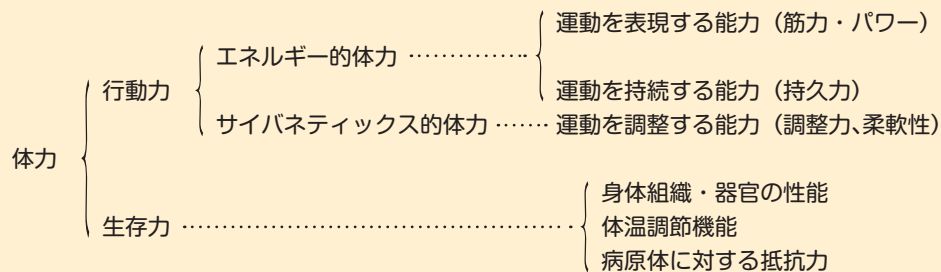 運動を表現する能力（筋力・パワー）
エネルギー的体力
行動力
運動を持続する能力（持久力）
サイバネティックス的体力
運動を調整する能力（調整力、柔軟性）
体力
身体組織・器官の性能
生存力
体温調節機能
病原体に対する抵抗力